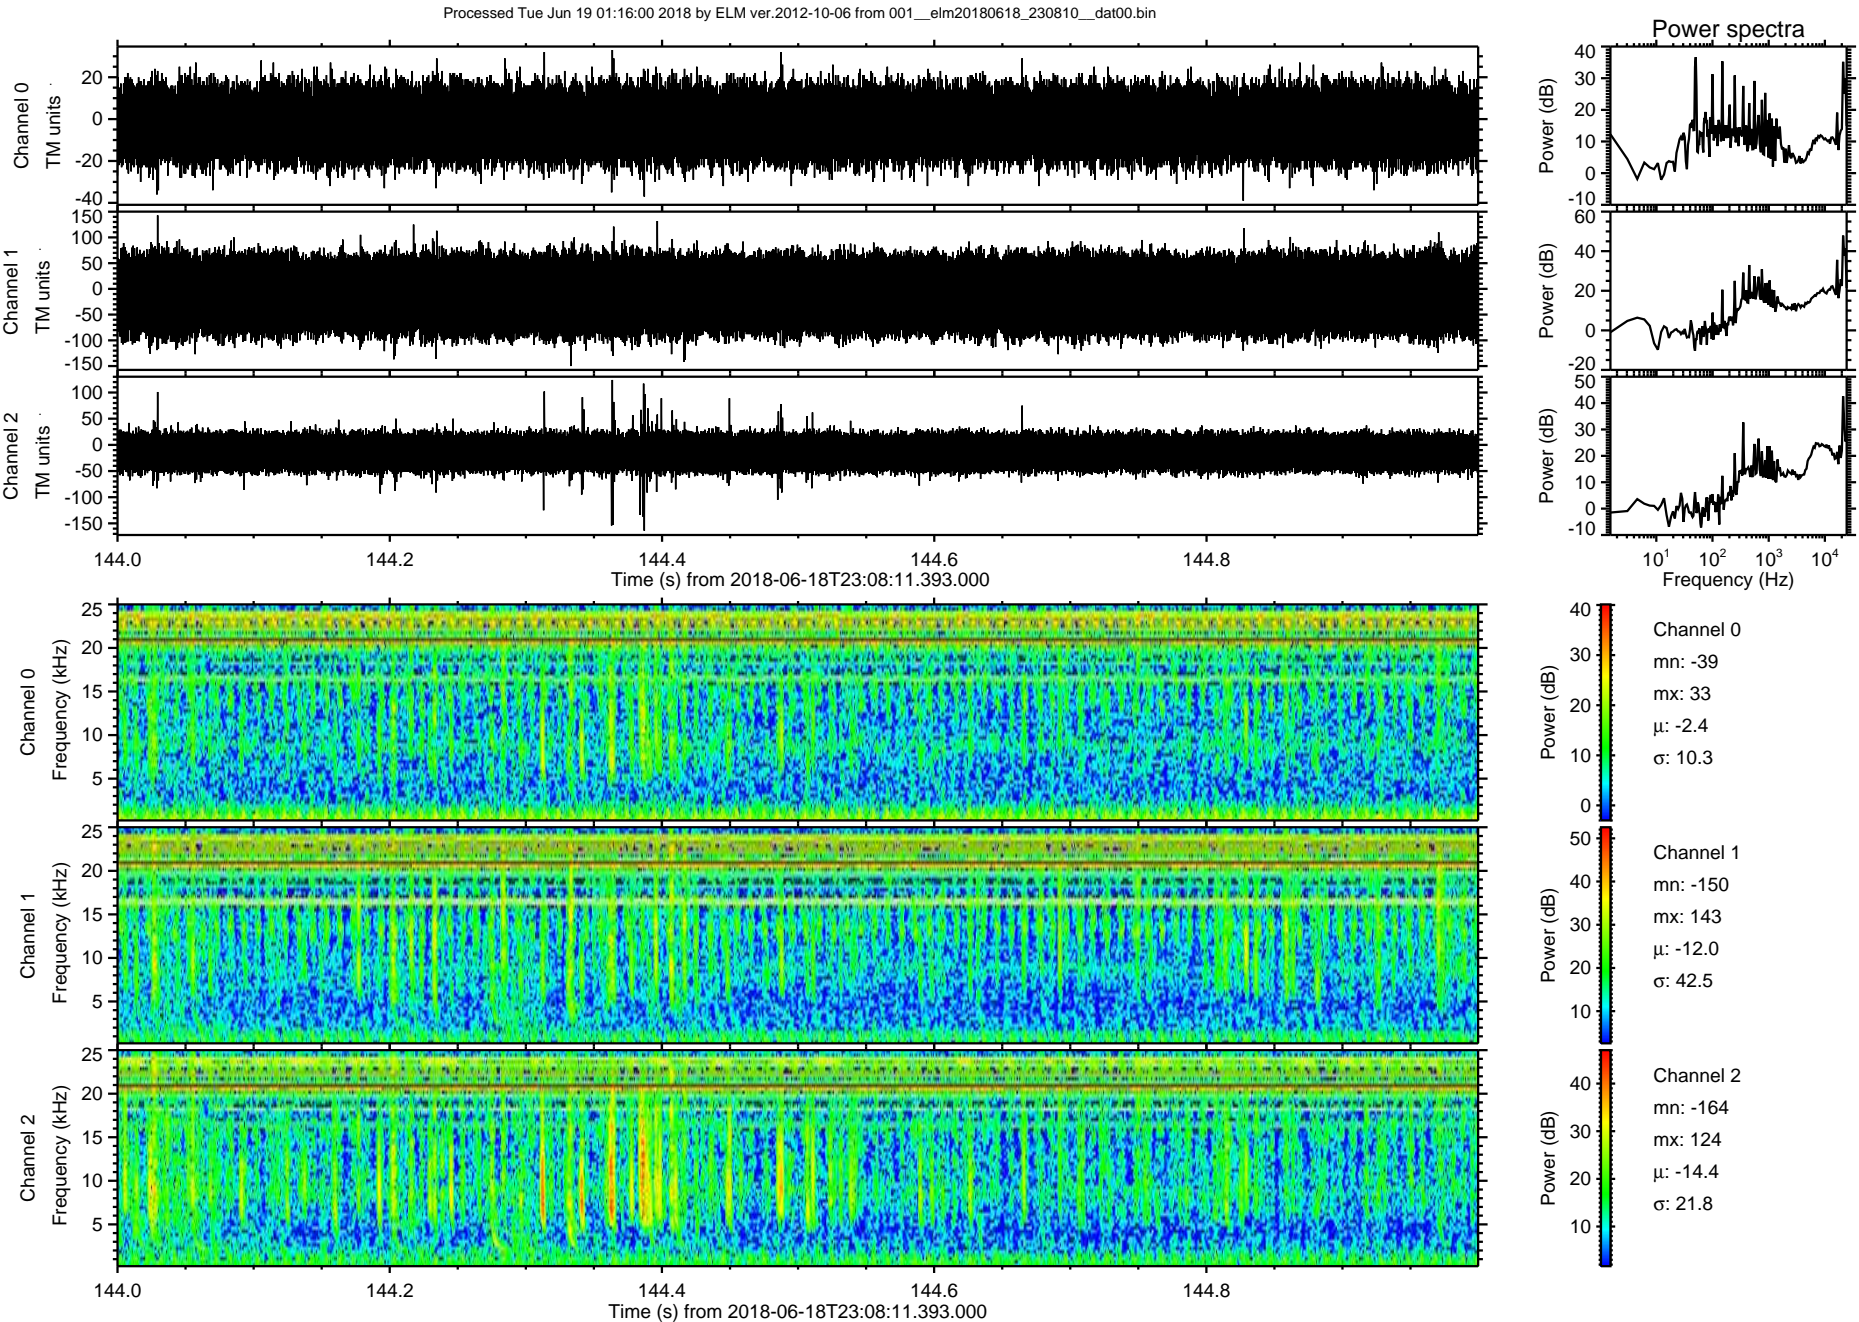 Processed Tue Jun 19 01:16:00 2018 by ELM ver.2012-10-06 from 001__elm20180618_230810__dat00.bin
Power spectra
Channel 0
TM units
20
0
-20
-40
Power (dB)
40
30
20
10
0
-10
Channel 1
TM units
150
100
50
0
-50
-100
-150
Power (dB)
60
40
20
0
-20
Channel 2
TM units
100
50
0
-50
-100
-150
Power (dB)
50
40
30
20
10
0
-10
144.0 144.2 144.4 144.6 144.8
Time (s) from 2018-06-18T23:08:11.393.000
10^1 10^2 10^3 10^4
Frequency (Hz)
Channel 0
Frequency (kHz)
25
20
15
10
5
Power (dB)
40
30
20
10
0
Channel 0
mn: -39
mx: 33
μ: -2.4
σ: 10.3
Channel 1
Frequency (kHz)
25
20
15
10
5
Power (dB)
50
40
30
20
10
Channel 1
mn: -150
mx: 143
μ: -12.0
σ: 42.5
Channel 2
Frequency (kHz)
25
20
15
10
5
Power (dB)
40
30
20
10
Channel 2
mn: -164
mx: 124
μ: -14.4
σ: 21.8
144.0 144.2 144.4 144.6 144.8
Time (s) from 2018-06-18T23:08:11.393.000